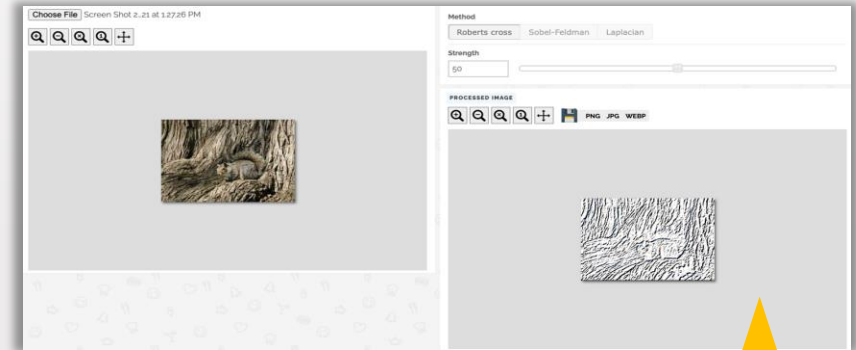 Choose File Screen Shot 2...21 at 1.27.26 PM
Method
Roberts cross Sobel-Feldman Laplacian
Strength
50
PROCESSED IMAGE
PNG JPG WEBP